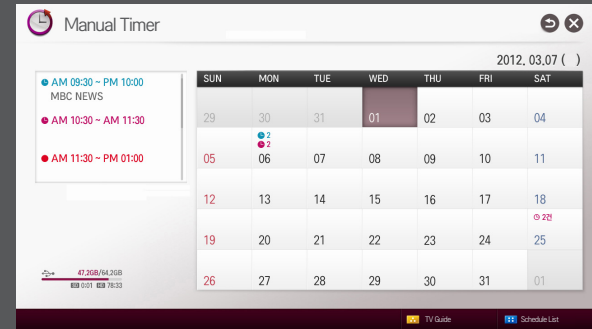 Manual Timer
2012. 03.07 ( )
AM 09:30 ~ PM 10:00
MBC NEWS
AM 10:30 ~ AM 11:30
AM 11:30 ~ PM 01:00
SUN MON TUE WED THU FRI SAT
29 30 31 01 02 03 04
2
2
05 06 07 08 09 10 11
12 13 14 15 16 17 18
2건
19 20 21 22 23 24 25
26 27 28 29 30 31 01
47,2GB/64,2GB
0:01 78:33
TV Guide Schedule List